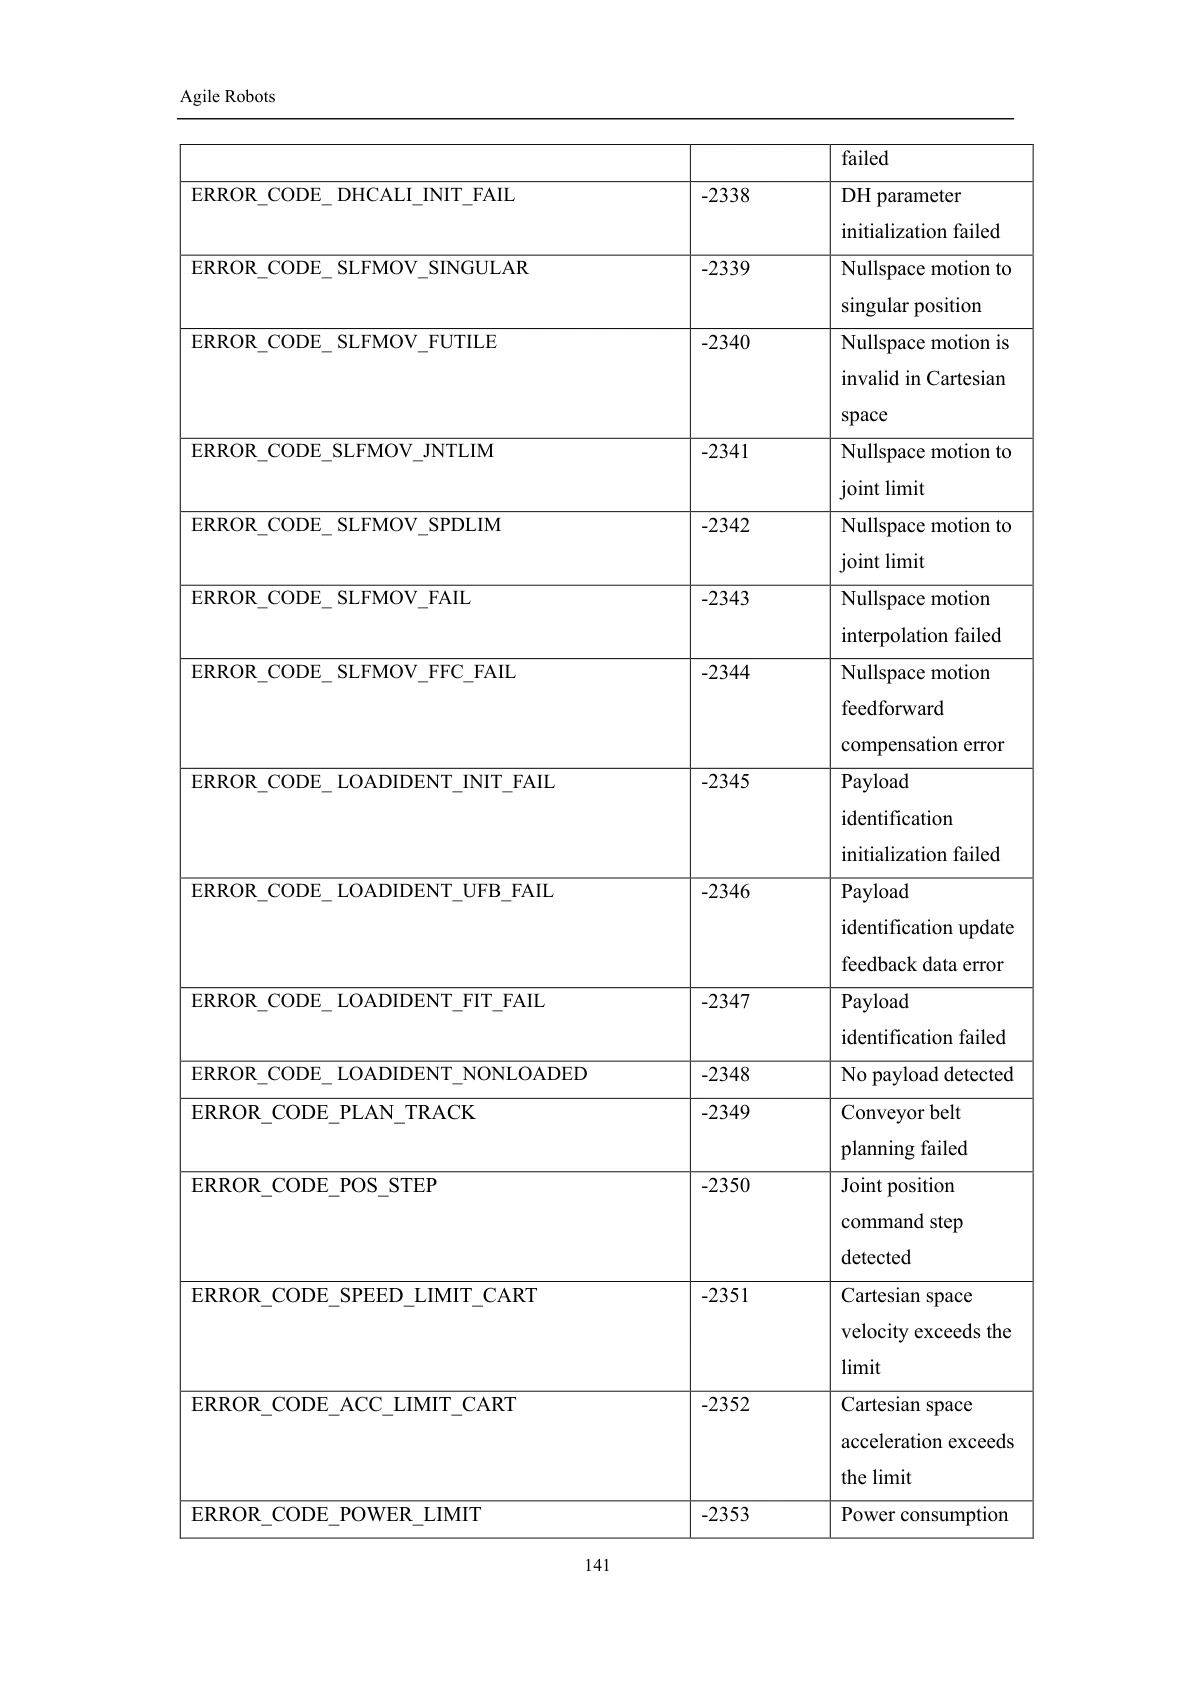 Agile Robots
failed
ERROR_CODE_ DHCALI_INIT_FAIL -2338 DH parameter
initialization failed
ERROR_CODE_ SLFMOV_SINGULAR -2339 Nullspace motion to
singular position
ERROR_CODE_ SLFMOV_FUTILE -2340 Nullspace motion is
invalid in Cartesian
space
ERROR_CODE_SLFMOV_JNTLIM -2341 Nullspace motion to
joint limit
ERROR_CODE_ SLFMOV_SPDLIM -2342 Nullspace motion to
joint limit
ERROR_CODE_ SLFMOV_FAIL -2343 Nullspace motion
interpolation failed
ERROR_CODE_ SLFMOV_FFC_FAIL -2344 Nullspace motion
feedforward
compensation error
ERROR_CODE_ LOADIDENT_INIT_FAIL -2345 Payload
identification
initialization failed
ERROR_CODE_ LOADIDENT_UFB_FAIL -2346 Payload
identification update
feedback data error
ERROR_CODE_ LOADIDENT_FIT_FAIL -2347 Payload
identification failed
ERROR_CODE_ LOADIDENT_NONLOADED -2348 No payload detected
ERROR_CODE_PLAN_TRACK -2349 Conveyor belt
planning failed
ERROR_CODE_POS_STEP -2350 Joint position
command step
detected
ERROR_CODE_SPEED_LIMIT_CART -2351 Cartesian space
velocity exceeds the
limit
ERROR_CODE_ACC_LIMIT_CART -2352 Cartesian space
acceleration exceeds
the limit
ERROR_CODE_POWER_LIMIT -2353 Power consumption
141